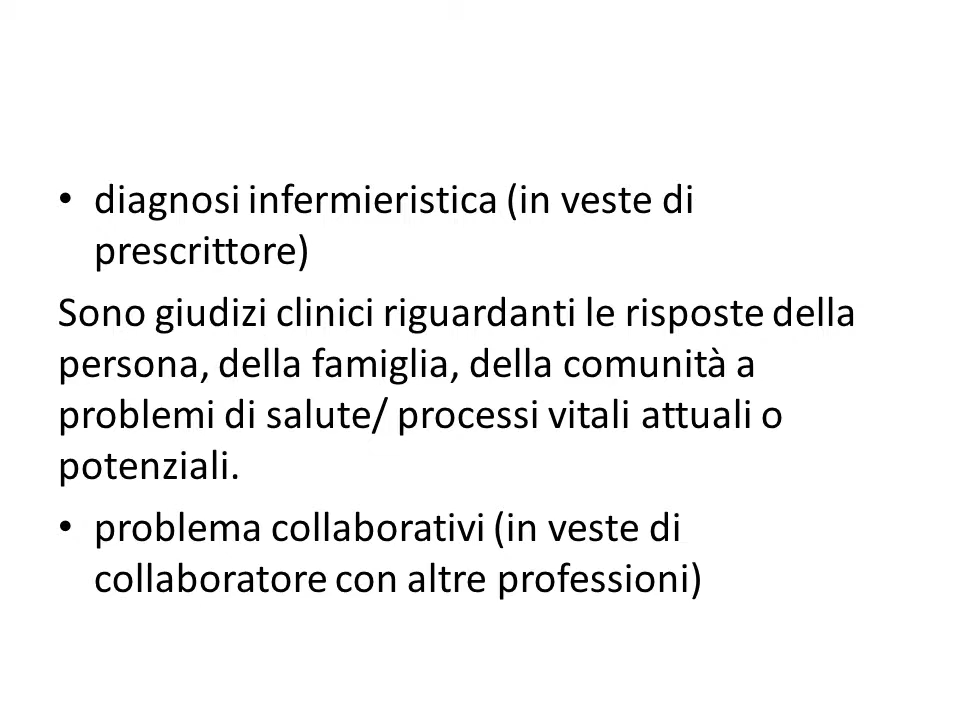 • diagnosi infermieristica (in veste di
prescrittore)
Sono giudizi clinici riguardanti le risposte della
persona, della famiglia, della comunità a
problemi di salute/ processi vitali attuali o
potenziali.
• problema collaborativi (in veste di
collaboratore con altre professioni)